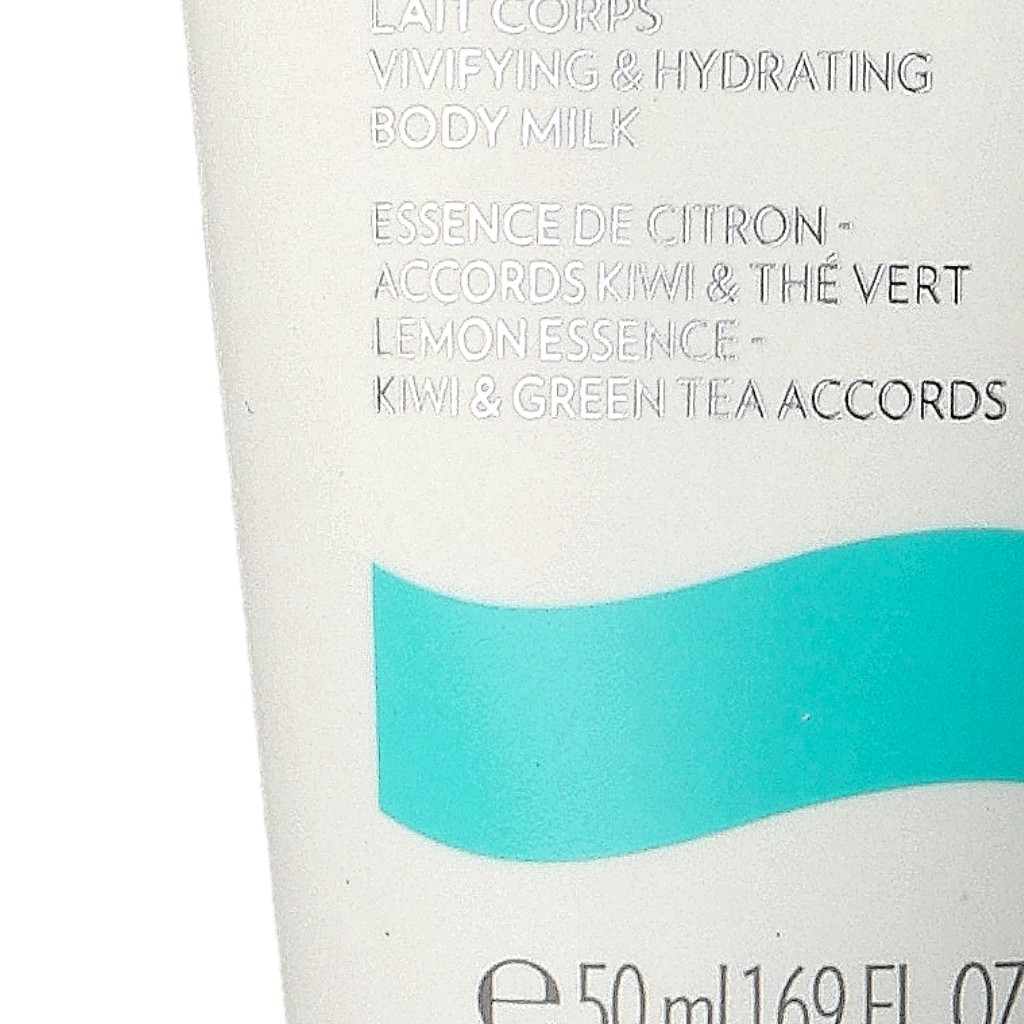 LAIT CORPS
VIVIFYING & HYDRATING
BODY MILK
ESSENCE DE CITRON -
ACCORDS KIWI & THÉ VERT
LEMON ESSENCE -
KIWI & GREEN TEA ACCORDS
℮ 50 ml 1.69 FL. OZ